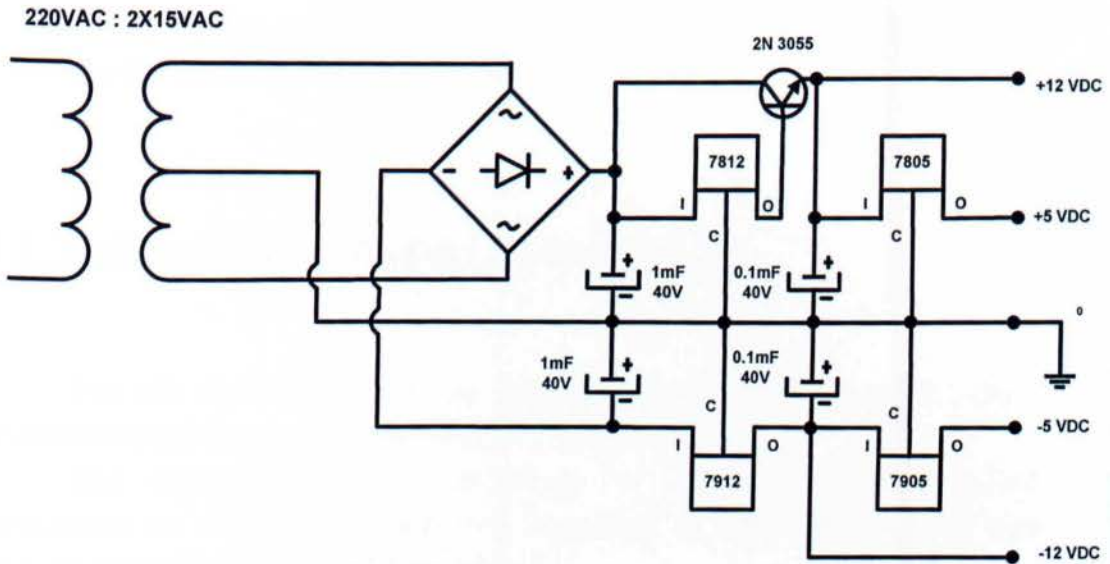 220VAC : 2X15VAC
2N 3055
+12 VDC
7812
7805
~
- +
~
I O
C
I O
C
+5 VDC
+
1mF
40V
-
+
0.1mF
40V
-
0
1mF
40V
+
-
0.1mF
40V
+
-
C
C
-5 VDC
I O
I O
7912
7905
-12 VDC